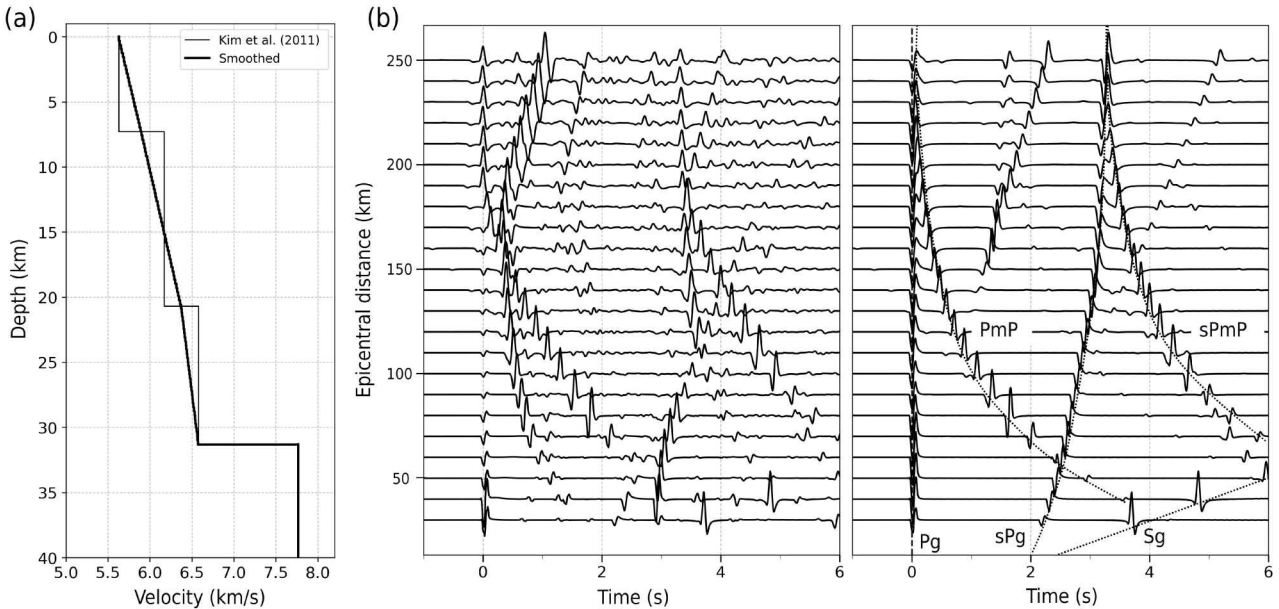 (a)
Kim et al. (2011)
Smoothed
0
5
10
15
20
25
30
35
40
Depth (km)
5.0 5.5 6.0 6.5 7.0 7.5 8.0
Velocity (km/s)
(b)
250
200
150
100
50
Epicentral distance (km)
0 2 4 6
Time (s)
PmP
sPmP
Pg
sPg
Sg
0 2 4 6
Time (s)